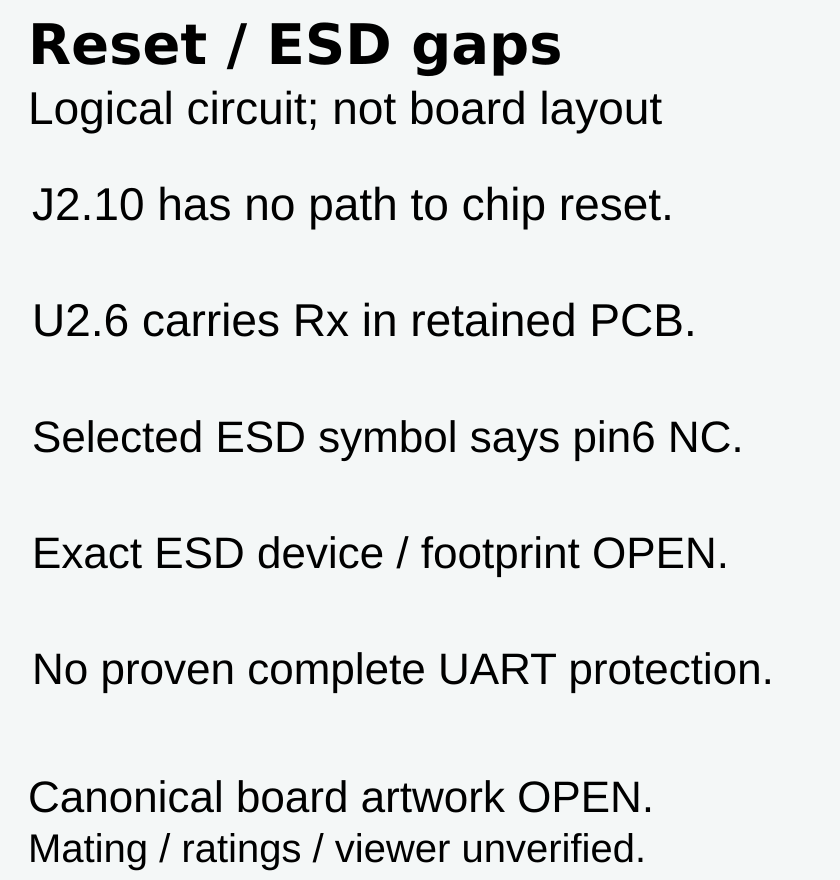 Reset / ESD gaps
Logical circuit; not board layout
J2.10 has no path to chip reset.
U2.6 carries Rx in retained PCB.
Selected ESD symbol says pin6 NC.
Exact ESD device / footprint OPEN.
No proven complete UART protection.
Canonical board artwork OPEN.
Mating / ratings / viewer unverified.